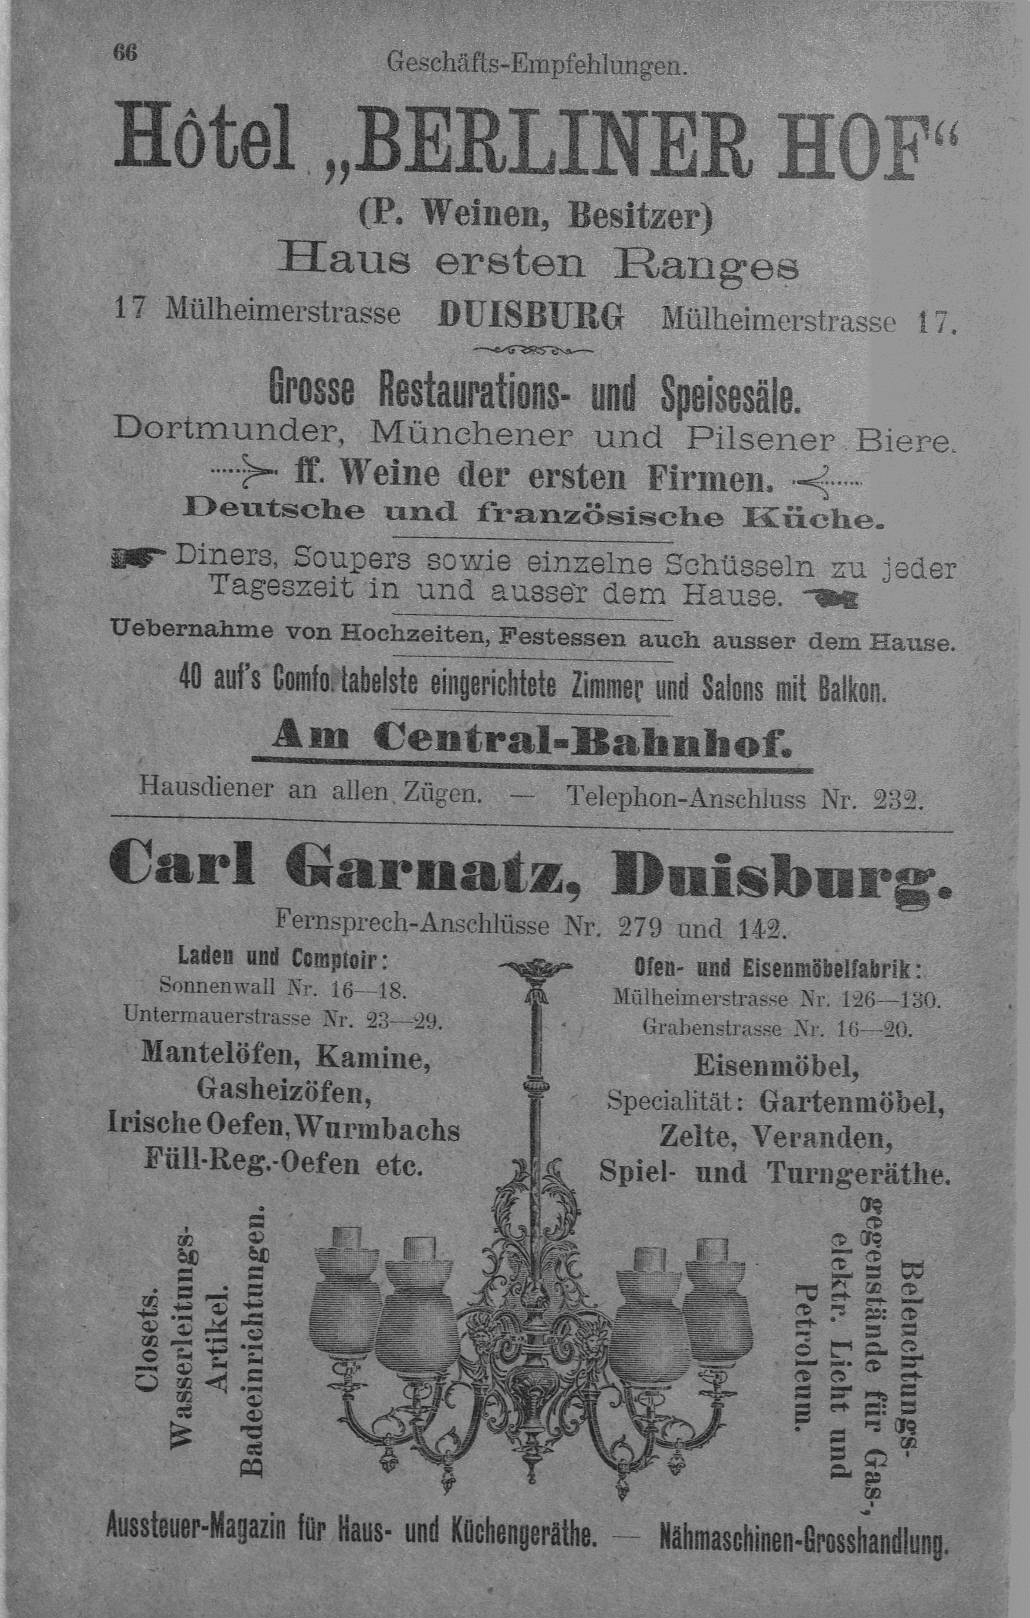 66
Geschäfts-Empfehlungen.
Hôtel „BERLINER HOF“
(P. Weinen, Besitzer)
Haus ersten Ranges
17 Mülheimerstrasse DUISBURG Mülheimerstrasse 17.
Grosse Restaurations- und Speisesäle.
Dortmunder, Münchener und Pilsener Biere.
ff. Weine der ersten Firmen.
Deutsche und französische Küche.
Diners, Soupers sowie einzelne Schüsseln zu jeder
Tageszeit in und ausser dem Hause.
Uebernahme von Hochzeiten, Festessen auch ausser dem Hause.
40 auf's Comfortabelste eingerichtete Zimmer und Salons mit Balkon.
Am Central-Bahnhof.
Hausdiener an allen Zügen. — Telephon-Anschluss Nr. 232.
Carl Garnatz, Duisburg.
Fernsprech-Anschlüsse Nr. 279 und 142.
Laden und Comptoir:
Sonnenwall Nr. 16—18.
Untermauerstrasse Nr. 23—29.
Mantelöfen, Kamine,
Gasheizöfen,
Irische Oefen, Wurmbachs
Füll-Reg.-Oefen etc.
Ofen- und Eisenmöbelfabrik:
Mülheimerstrasse Nr. 126—130.
Grabenstrasse Nr. 16—20.
Eisenmöbel,
Specialität: Gartenmöbel,
Zelte, Veranden,
Spiel- und Turngeräthe.
Closets.
Wasserleitungs-
Artikel.
Badeeinrichtungen.
Beleuchtungs-
gegenstände für Gas-,
elektr. Licht und
Petroleum.
Aussteuer-Magazin für Haus- und Küchengeräthe. — Nähmaschinen-Grosshandlung.